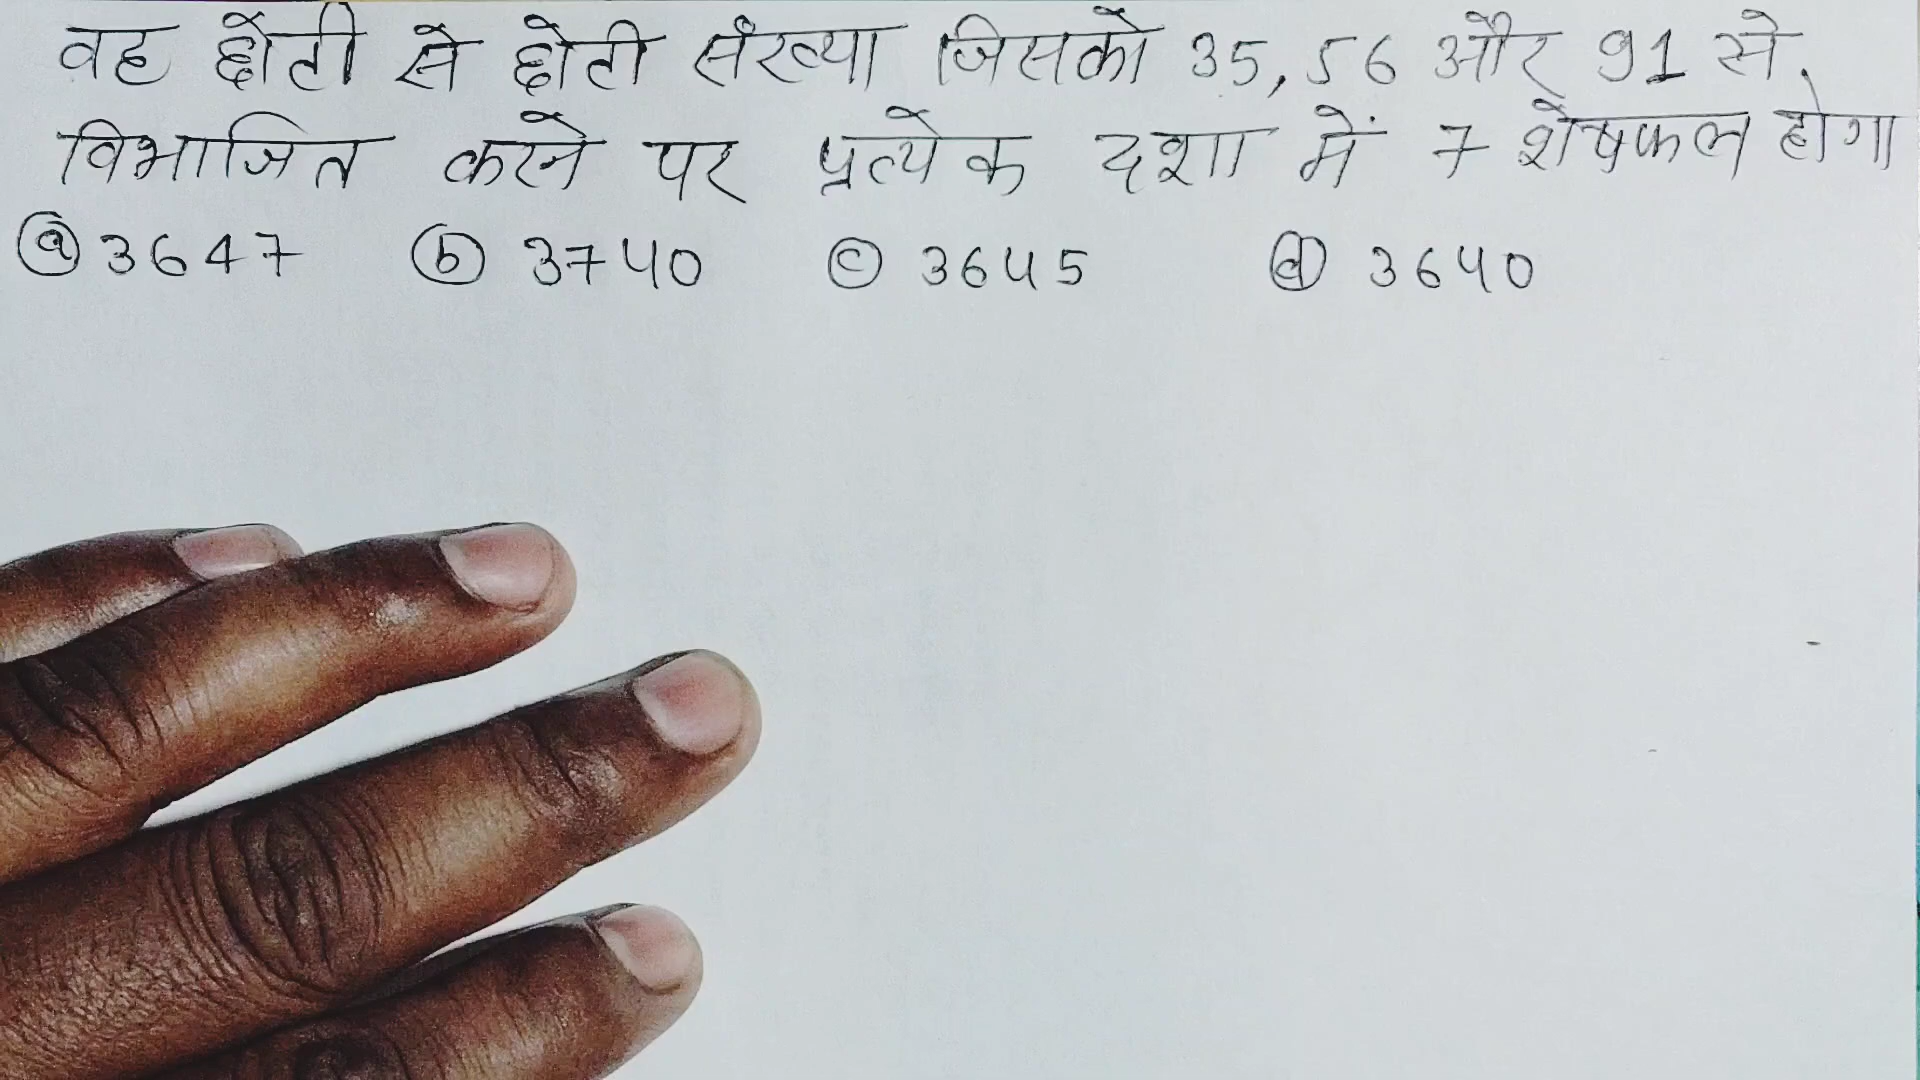 वह छोटी से छोटी संख्या जिसको 35, 56 और 91 से
विभाजित करने पर प्रत्येक दशा में 7 शेषफल होगा
ⓐ 3647 ⓑ 3740 ⓒ 3645 ⓓ 3640